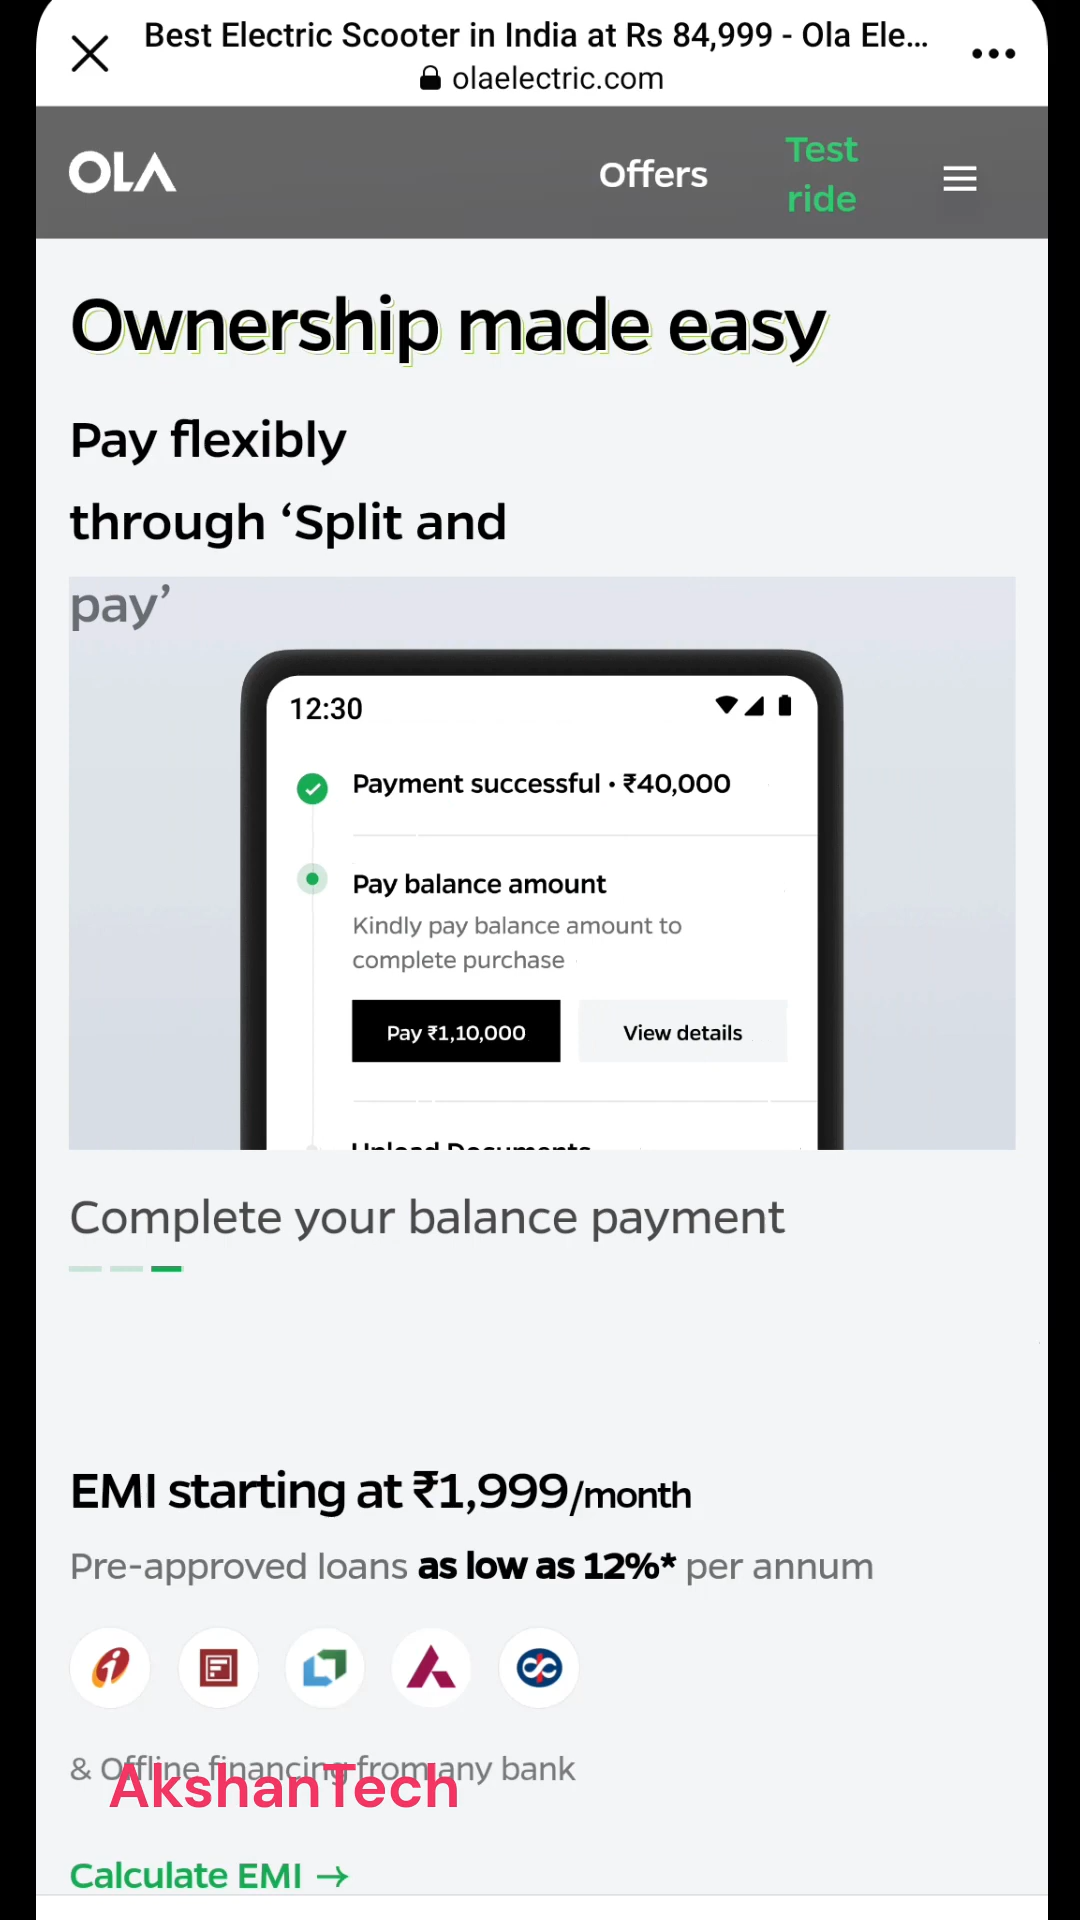 Best Electric Scooter in India at Rs 84,999 - Ola Ele...
olaelectric.com
OLA
Offers
Test
ride
Ownership made easy
Pay flexibly
through ‘Split and
pay’
12:30
Payment successful • ₹40,000
Pay balance amount
Kindly pay balance amount to
complete purchase
Pay ₹1,10,000
View details
Upload Documents
Complete your balance payment
EMI starting at ₹1,999/month
Pre-approved loans as low as 12%* per annum
& Offline financing from any bank
AkshanTech
Calculate EMI →